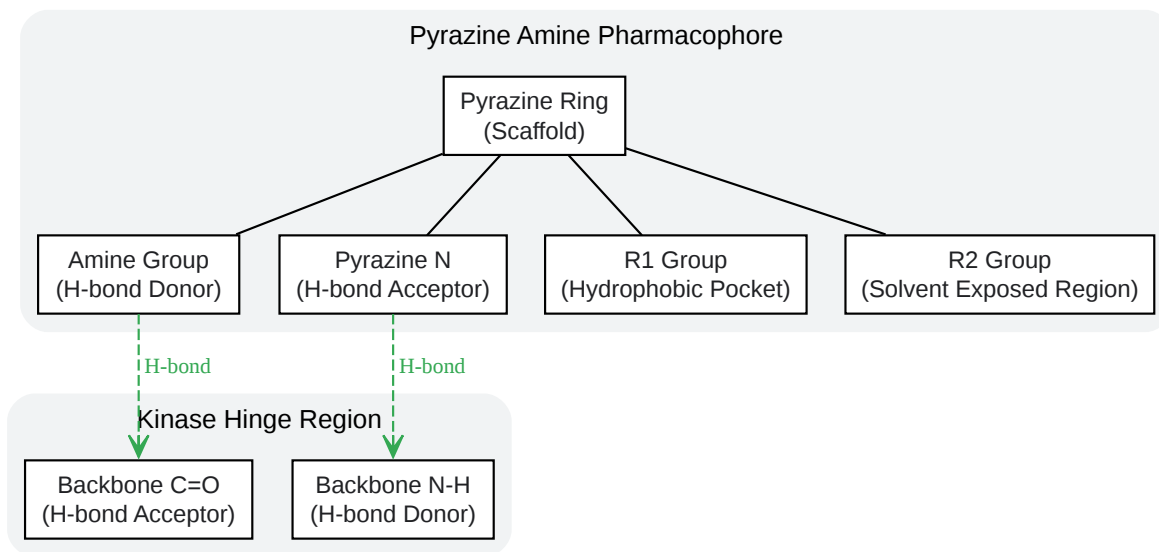 Pyrazine Amine Pharmacophore
Pyrazine Ring
(Scaffold)
Amine Group
(H-bond Donor)
Pyrazine N
(H-bond Acceptor)
R1 Group
(Hydrophobic Pocket)
R2 Group
(Solvent Exposed Region)
H-bond
H-bond
Kinase Hinge Region
Backbone C=O
(H-bond Acceptor)
Backbone N-H
(H-bond Donor)